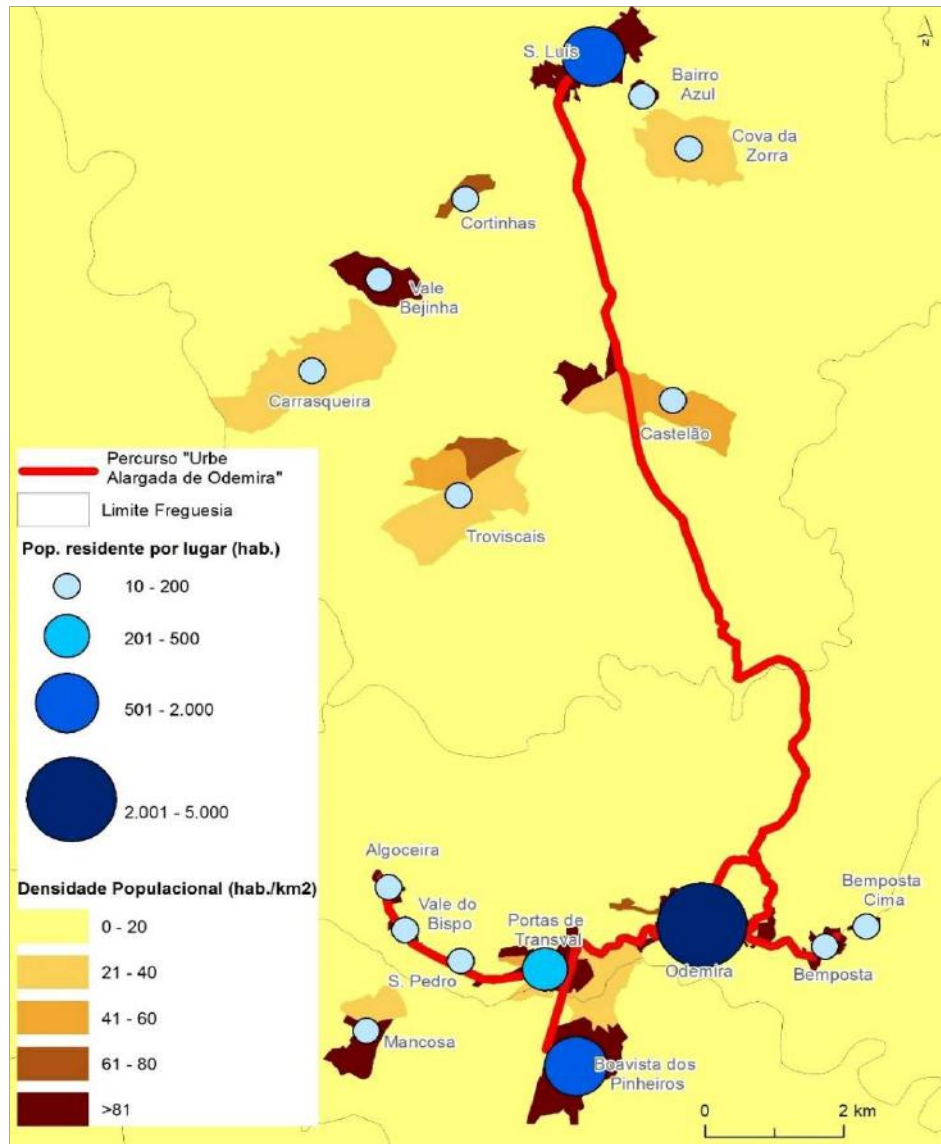 N
S. Luís
Bairro
Azul
Cova da
Zorra
Cortinhas
Vale
Bejinha
Carrasqueira
Castelão
Troviscais
Percurso "Urbe
Alargada de Odemira"
Limite Freguesia
Pop. residente por lugar (hab.)
10 - 200
201 - 500
501 - 2.000
2.001 - 5.000
Densidade Populacional (hab./km2)
0 - 20
21 - 40
41 - 60
61 - 80
>81
Algoceira
Vale do
Bispo
S. Pedro
Portas de
Transval
Odemira
Bemposta
Cima
Bemposta
Mancosa
Boavista dos
Pinheiros
0 2 km